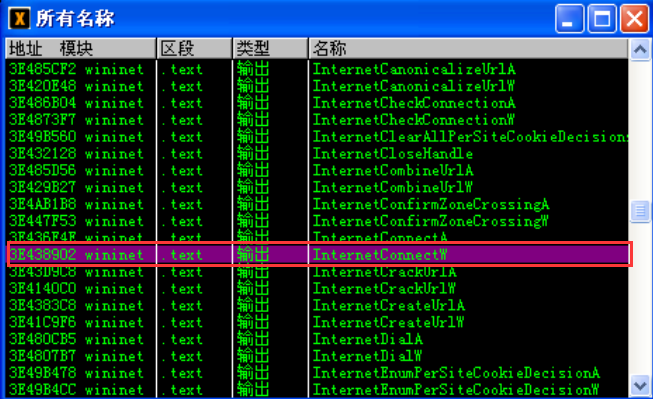 X 所有名称
地址 模块 区段 类型 名称
3E485CF2 wininet .text 输出 InternetCanonicalizeUrlA
3E420E48 wininet .text 输出 InternetCanonicalizeUrlW
3E486B04 wininet .text 输出 InternetCheckConnectionA
3E4873F7 wininet .text 输出 InternetCheckConnectionW
3E49B560 wininet .text 输出 InternetClearAllPerSiteCookieDecisions
3E432128 wininet .text 输出 InternetCloseHandle
3E485D56 wininet .text 输出 InternetCombineUrlA
3E429B27 wininet .text 输出 InternetCombineUrlW
3E4AB1B8 wininet .text 输出 InternetConfirmZoneCrossingA
3E447F53 wininet .text 输出 InternetConfirmZoneCrossingW
wininet .text 输出 InternetConnectA
3E438902 wininet .text 输出 InternetConnectW
3E43D9C8 wininet .text 输出 InternetCrackUrlA
3E4140C0 wininet .text 输出 InternetCrackUrlW
3E4383C8 wininet .text 输出 InternetCreateUrlA
3E41C9F6 wininet .text 输出 InternetCreateUrlW
3E480CB5 wininet .text 输出 InternetDialA
3E4807B7 wininet .text 输出 InternetDialW
3E49B478 wininet .text 输出 InternetEnumPerSiteCookieDecisionA
3E49B4CC wininet .text 输出 InternetEnumPerSiteCookieDecisionW